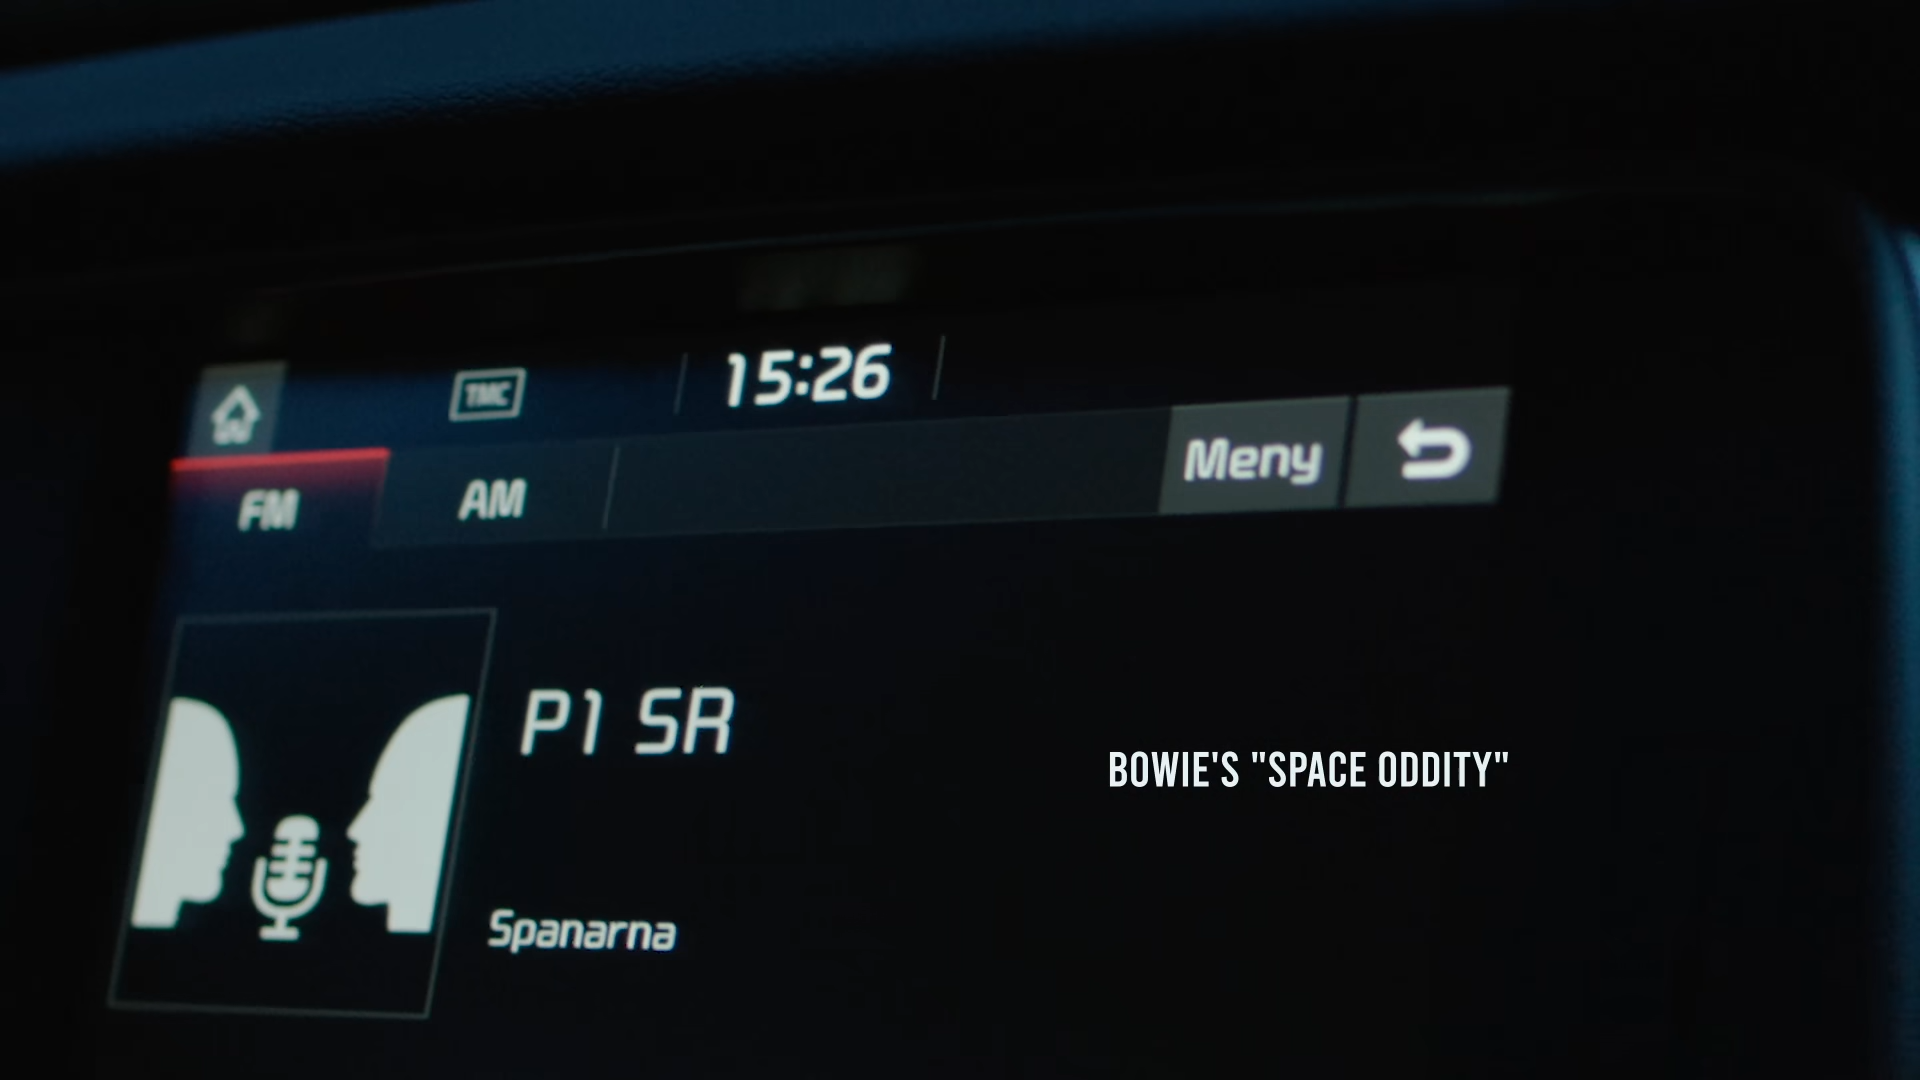 TMC
15:26
FM
AM
Meny
P1 SR
BOWIE'S "SPACE ODDITY"
Spanarna